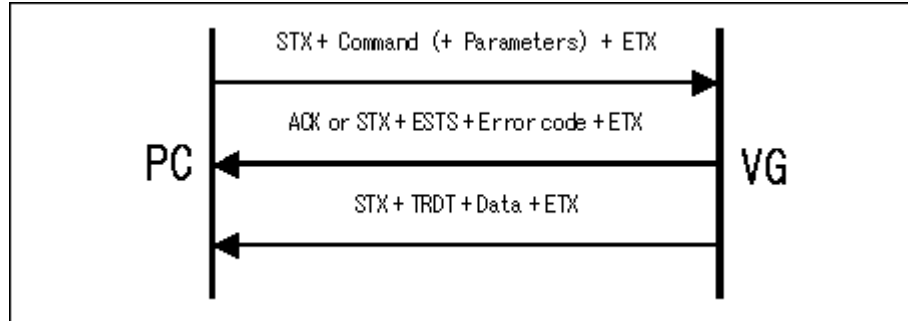 STX + Command (+ Parameters) + ETX
ACK or STX + ESTS + Error code + ETX
PC
VG
STX + TRDT + Data + ETX